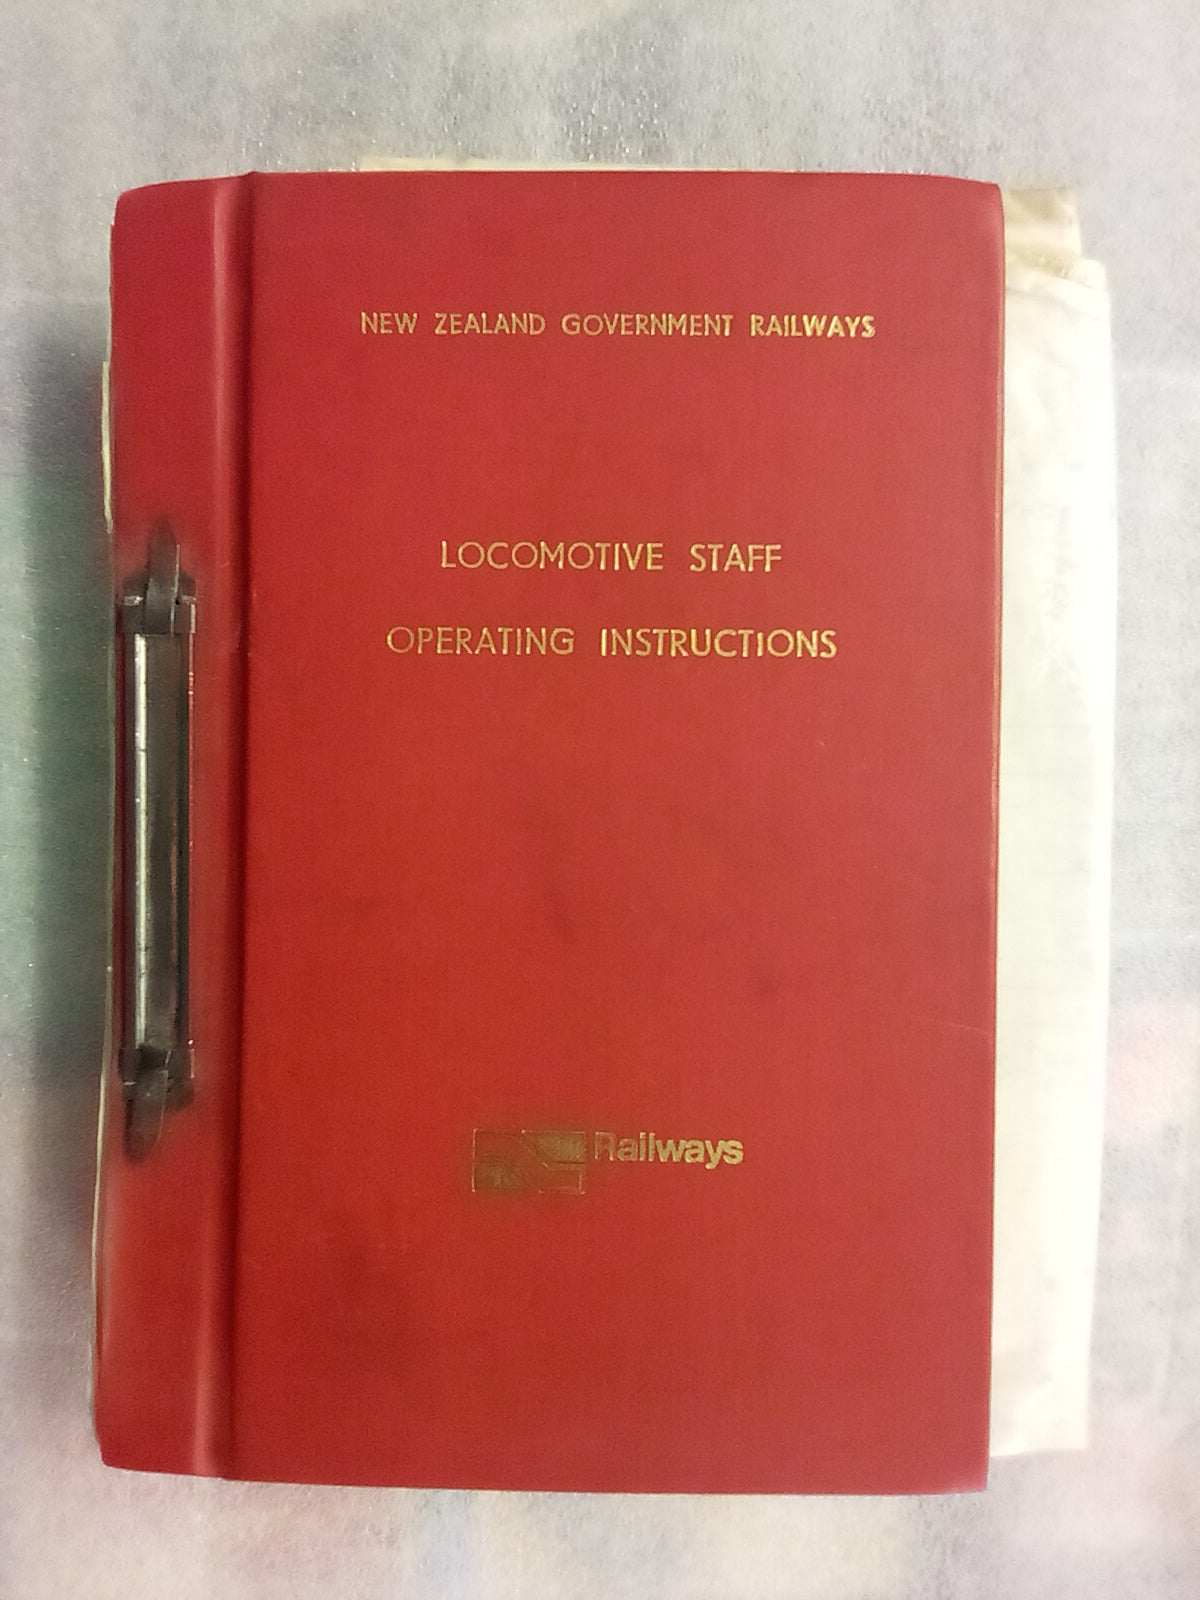 NEW ZEALAND GOVERNMENT RAILWAYS
LOCOMOTIVE STAFF
OPERATING INSTRUCTIONS
Railways